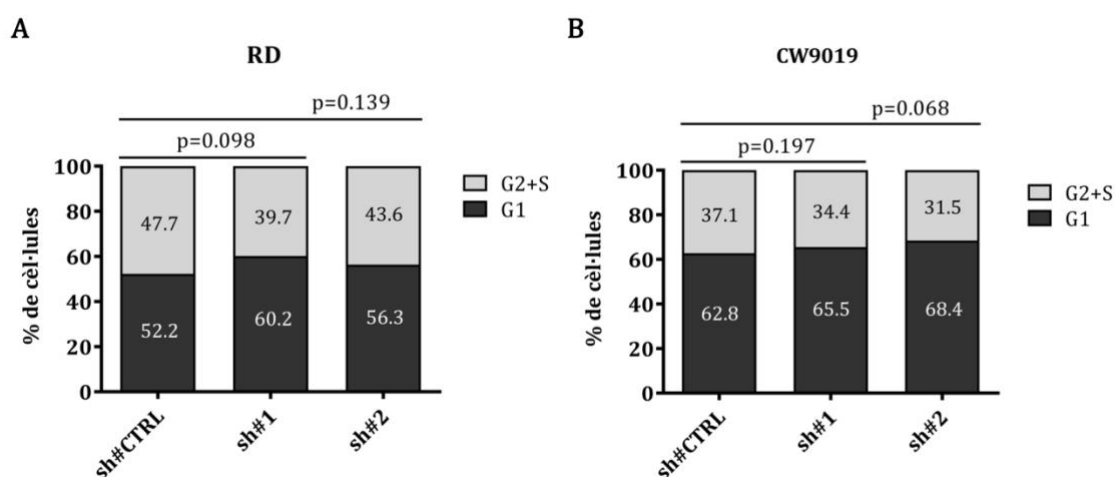 A
RD
p=0.139
p=0.098
% de cèl·lules
100
80
60
40
20
0
47.7
39.7
43.6
52.2
60.2
56.3
sh#CTRL
sh#1
sh#2
G2+S
G1
B
CW9019
p=0.068
p=0.197
% de cèl·lules
100
80
60
40
20
0
37.1
34.4
31.5
62.8
65.5
68.4
sh#CTRL
sh#1
sh#2
G2+S
G1